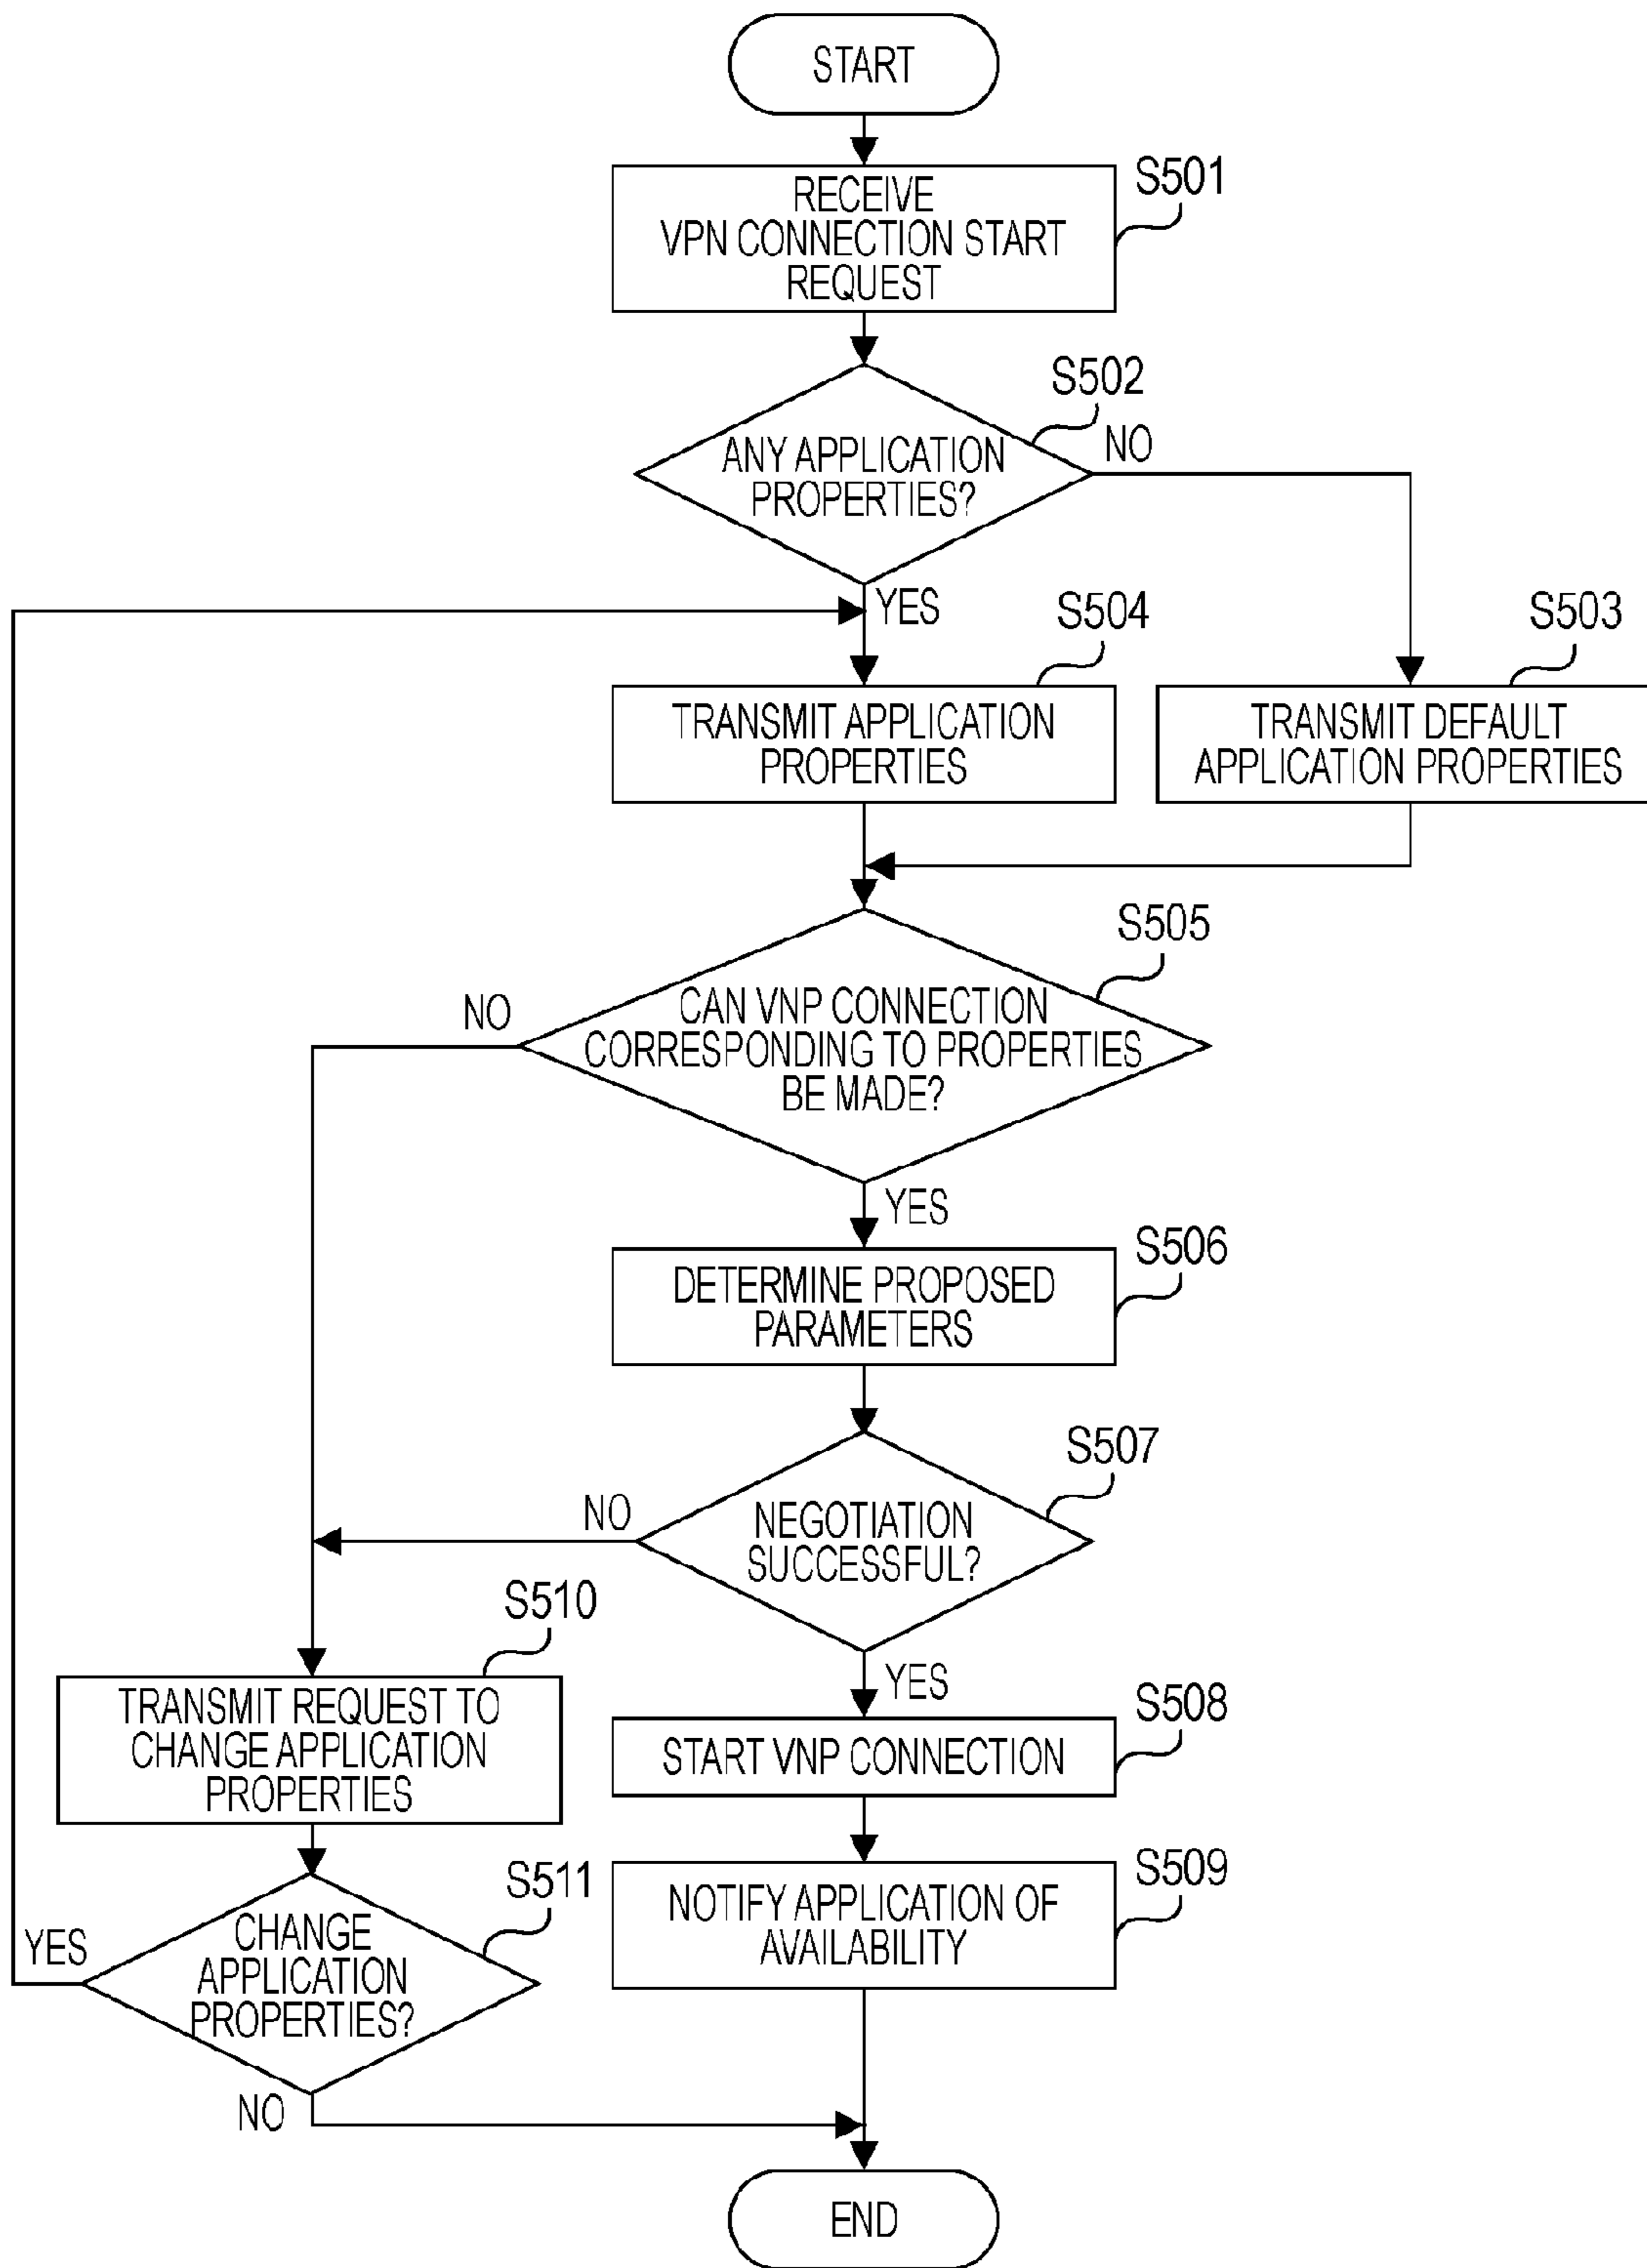 START
S501
RECEIVE
VPN CONNECTION START
REQUEST
S502
ANY APPLICATION
PROPERTIES?
NO
YES
S504
S503
TRANSMIT APPLICATION
PROPERTIES
TRANSMIT DEFAULT
APPLICATION PROPERTIES
S505
NO
CAN VNP CONNECTION
CORRESPONDING TO PROPERTIES
BE MADE?
YES
S506
DETERMINE PROPOSED
PARAMETERS
S507
NO
NEGOTIATION
SUCCESSFUL?
S510
YES
TRANSMIT REQUEST TO
CHANGE APPLICATION
PROPERTIES
S508
START VNP CONNECTION
S511
S509
NOTIFY APPLICATION OF
AVAILABILITY
YES
CHANGE
APPLICATION
PROPERTIES?
NO
END